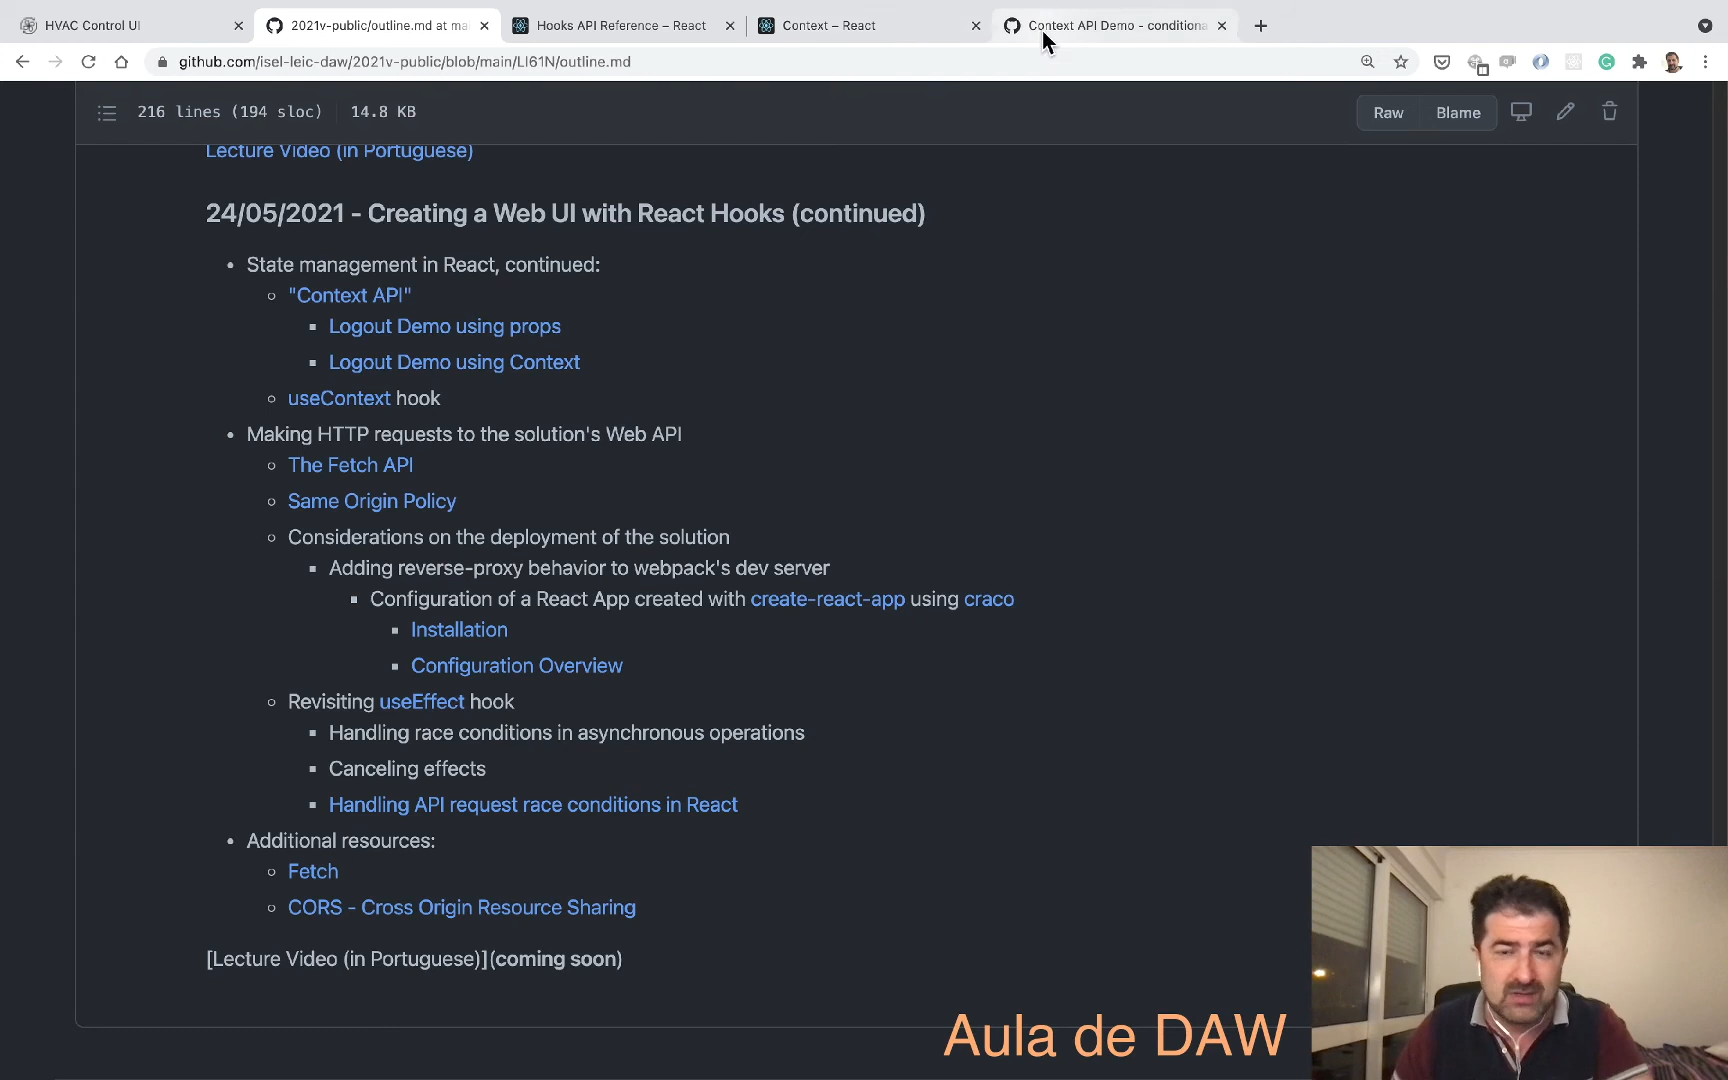 HVAC Control UI
2021v-public/outline.md at mai
Hooks API Reference – React
Context – React
Context API Demo - conditiona
github.com/isel-leic-daw/2021v-public/blob/main/LI61N/outline.md
216 lines (194 sloc)
14.8 KB
Raw
Blame
Lecture Video (in Portuguese)
24/05/2021 - Creating a Web UI with React Hooks (continued)
• State management in React, continued:
"Context API"
Logout Demo using props
Logout Demo using Context
useContext hook
• Making HTTP requests to the solution's Web API
The Fetch API
Same Origin Policy
Considerations on the deployment of the solution
Adding reverse-proxy behavior to webpack's dev server
Configuration of a React App created with create-react-app using craco
Installation
Configuration Overview
Revisiting useEffect hook
Handling race conditions in asynchronous operations
Canceling effects
Handling API request race conditions in React
• Additional resources:
Fetch
CORS - Cross Origin Resource Sharing
[Lecture Video (in Portuguese)](coming soon)
Aula de DAW